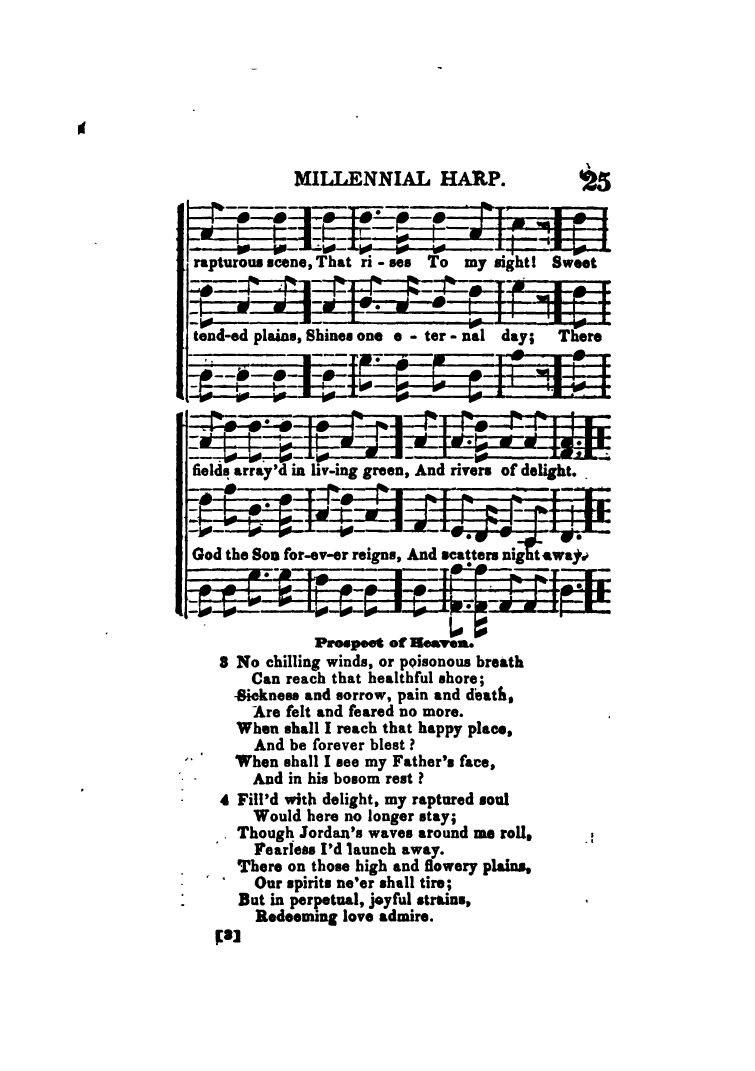 MILLENNIAL HARP. 25
rapturous scene, That ri - ses To my sight! Sweet
tend-ed plains, Shines one e - ter - nal day; There
fields array'd in liv-ing green, And rivers of delight.
God the Son for-ev-er reigns, And scatters night away.
Prospect of Heaven.
3 No chilling winds, or poisonous breath
Can reach that healthful shore;
Sickness and sorrow, pain and death,
Are felt and feared no more.
When shall I reach that happy place,
And be forever blest?
When shall I see my Father's face,
And in his bosom rest?
4 Fill'd with delight, my raptured soul
Would here no longer stay;
Though Jordan's waves around me roll,
Fearless I'd launch away.
There on those high and flowery plains,
Our spirits ne'er shall tire;
But in perpetual, joyful strains,
Redeeming love admire.
[3]